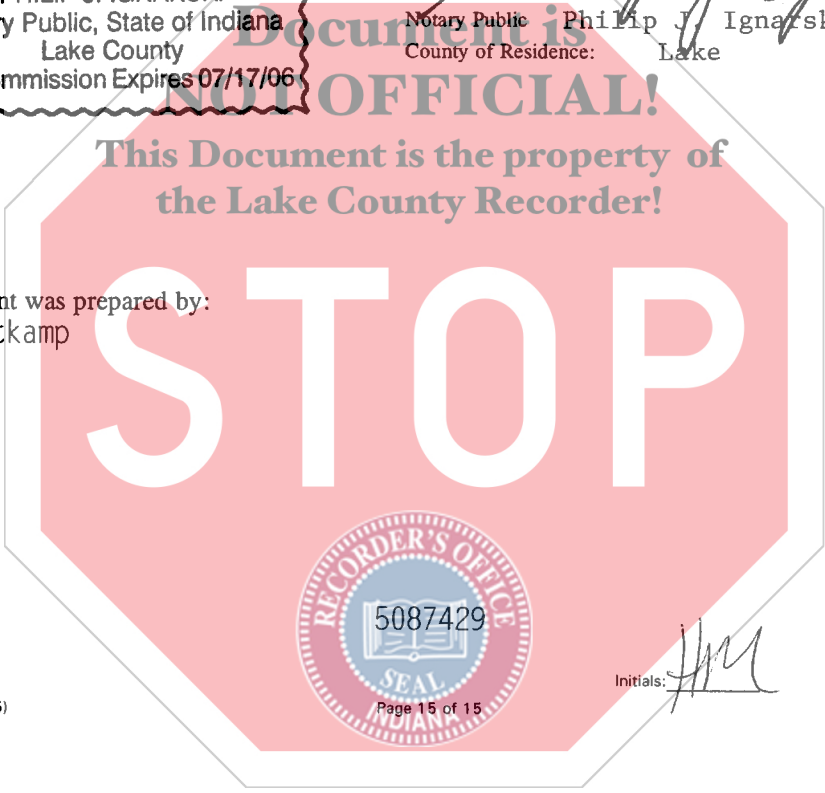 y Public, State of Indiana
Lake County
mmission Expires 07/17/06
Notary Public Philip J. Ignarsk
County of Residence: Lake
Document is
NOT OFFICIAL!
This Document is the property of
the Lake County Recorder!
nt was prepared by:
tkamp
STOP
RECORDER'S OFFICE
5087429
SEAL
INDIANA
Initials:
Page 15 of 15